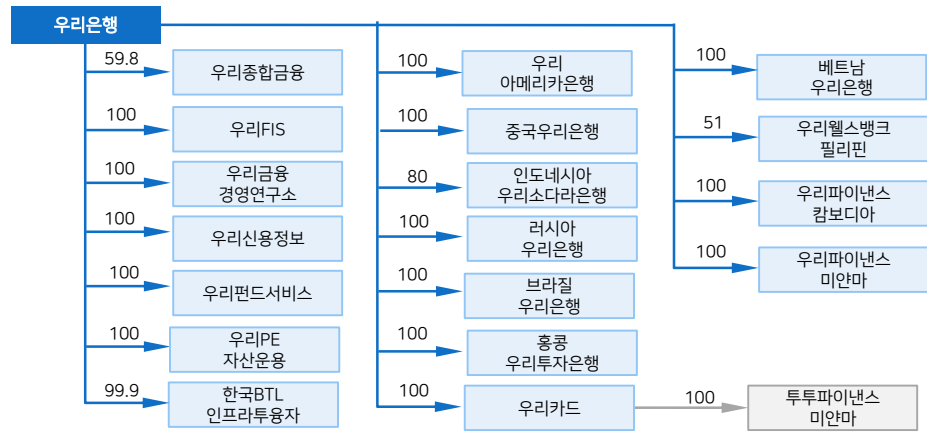 우리은행
59.8
우리종합금융
100
우리FIS
100
우리금융
경영연구소
100
우리신용정보
100
우리펀드서비스
100
우리PE
자산운용
99.9
한국BTL
인프라투융자
100
우리
아메리카은행
100
중국우리은행
80
인도네시아
우리소다라은행
100
러시아
우리은행
100
브라질
우리은행
100
홍콩
우리투자은행
100
우리카드
100
투투파이낸스
미얀마
100
베트남
우리은행
51
우리웰스뱅크
필리핀
100
우리파이낸스
캄보디아
100
우리파이낸스
미얀마